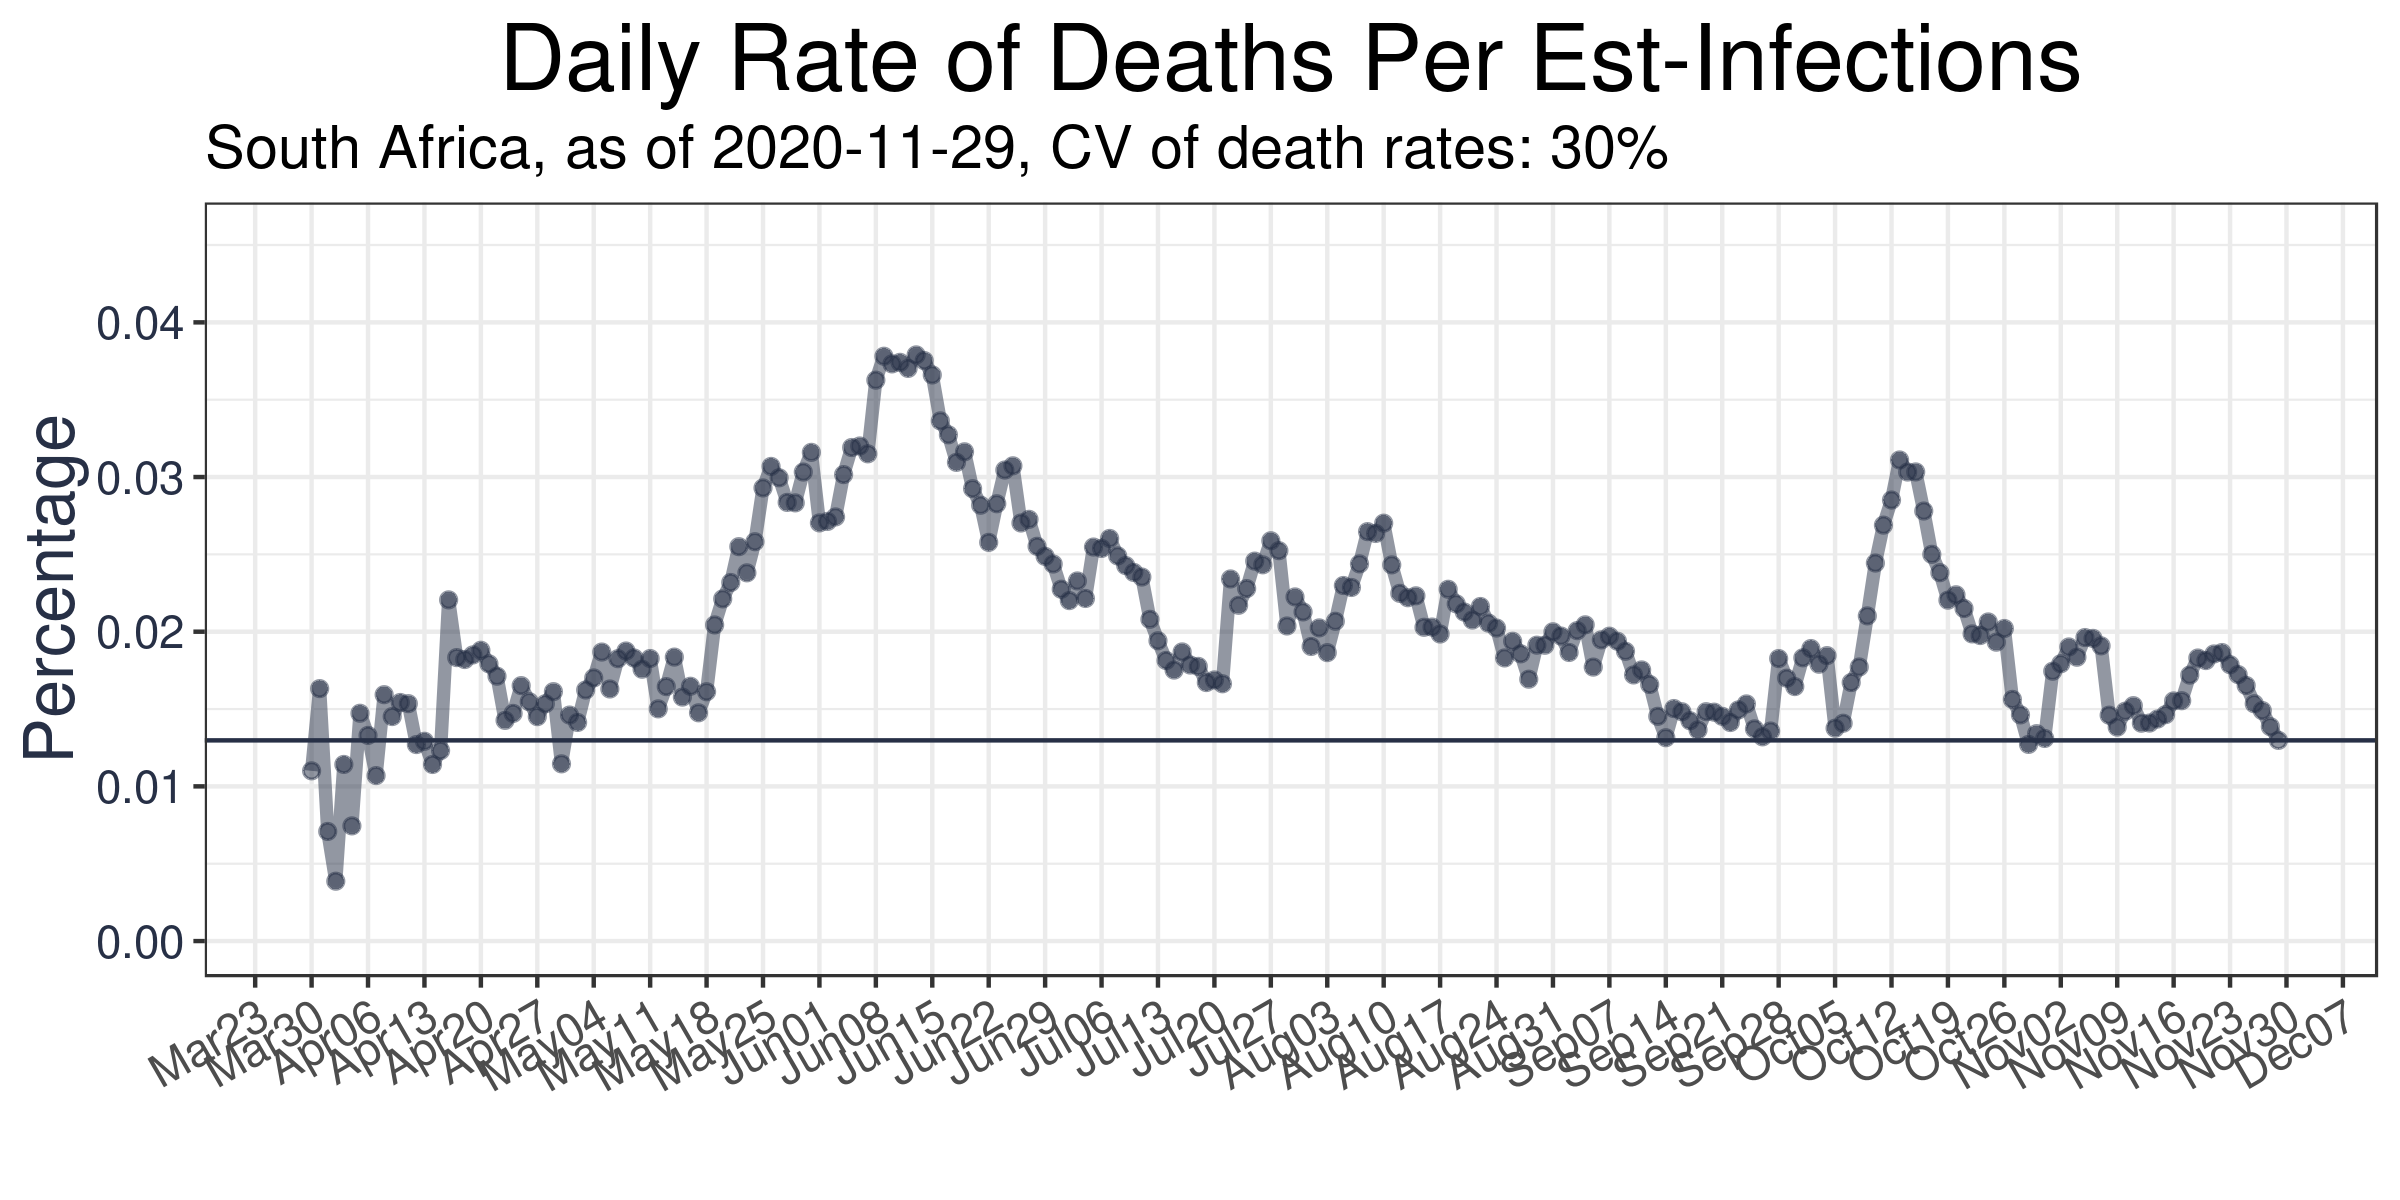 Daily Rate of Deaths Per Est-Infections
South Africa, as of 2020-11-29, CV of death rates: 30%
Percentage
0.04
0.03
0.02
0.01
0.00
Mar23
Mar30
Apr06
Apr13
Apr20
Apr27
May04
May11
May18
May25
Jun01
Jun08
Jun15
Jun22
Jun29
Jul06
Jul13
Jul20
Jul27
Aug03
Aug10
Aug17
Aug24
Aug31
Sep07
Sep14
Sep21
Sep28
Oct05
Oct12
Oct19
Oct26
Nov02
Nov09
Nov16
Nov23
Nov30
Dec07